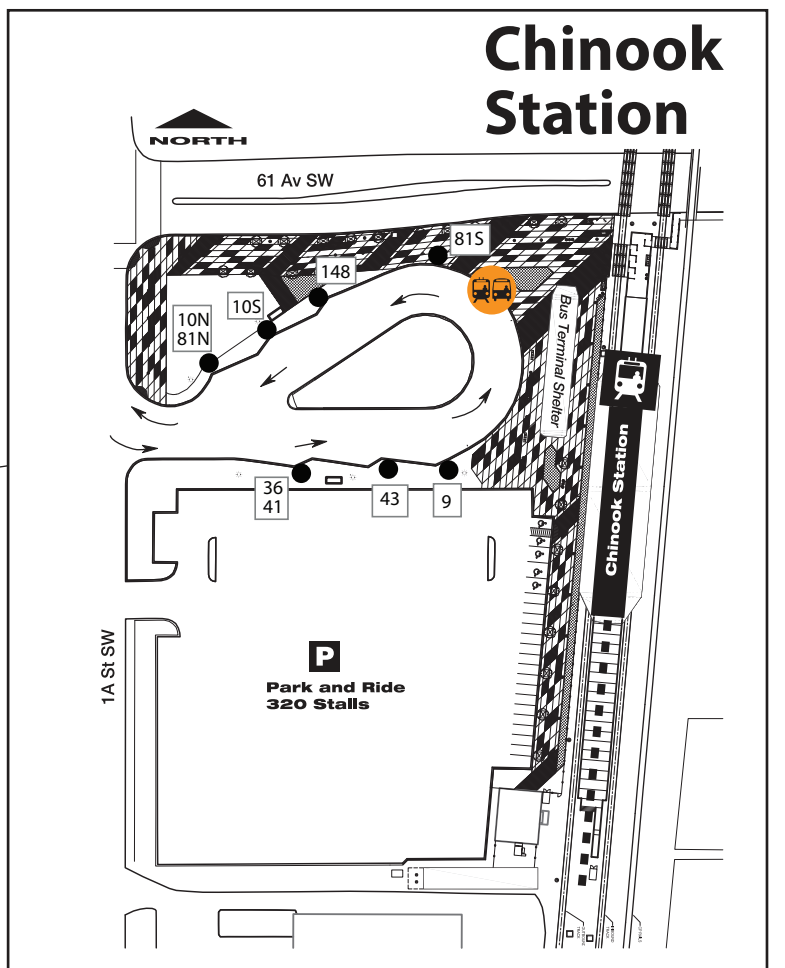 Chinook
Station
NORTH
61 Av SW
81S
148
10S
10N
81N
Bus Terminal Shelter
Chinook Station
36
41
43
9
1A St SW
P
Park and Ride
320 Stalls